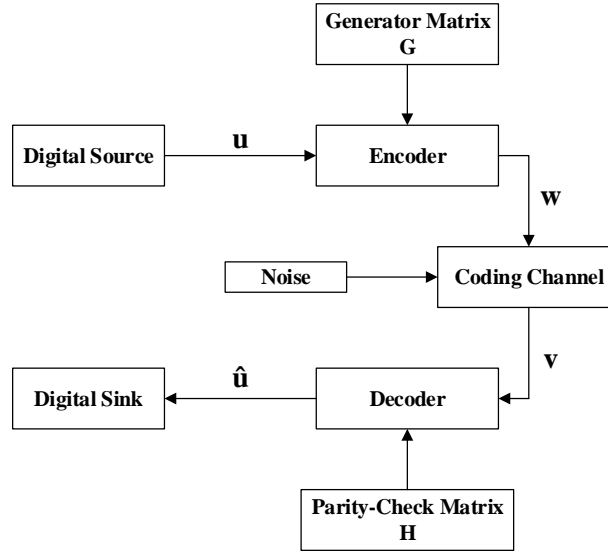 Generator Matrix
G
Digital Source
u
Encoder
w
Noise
Coding Channel
v
Digital Sink
û
Decoder
Parity-Check Matrix
H